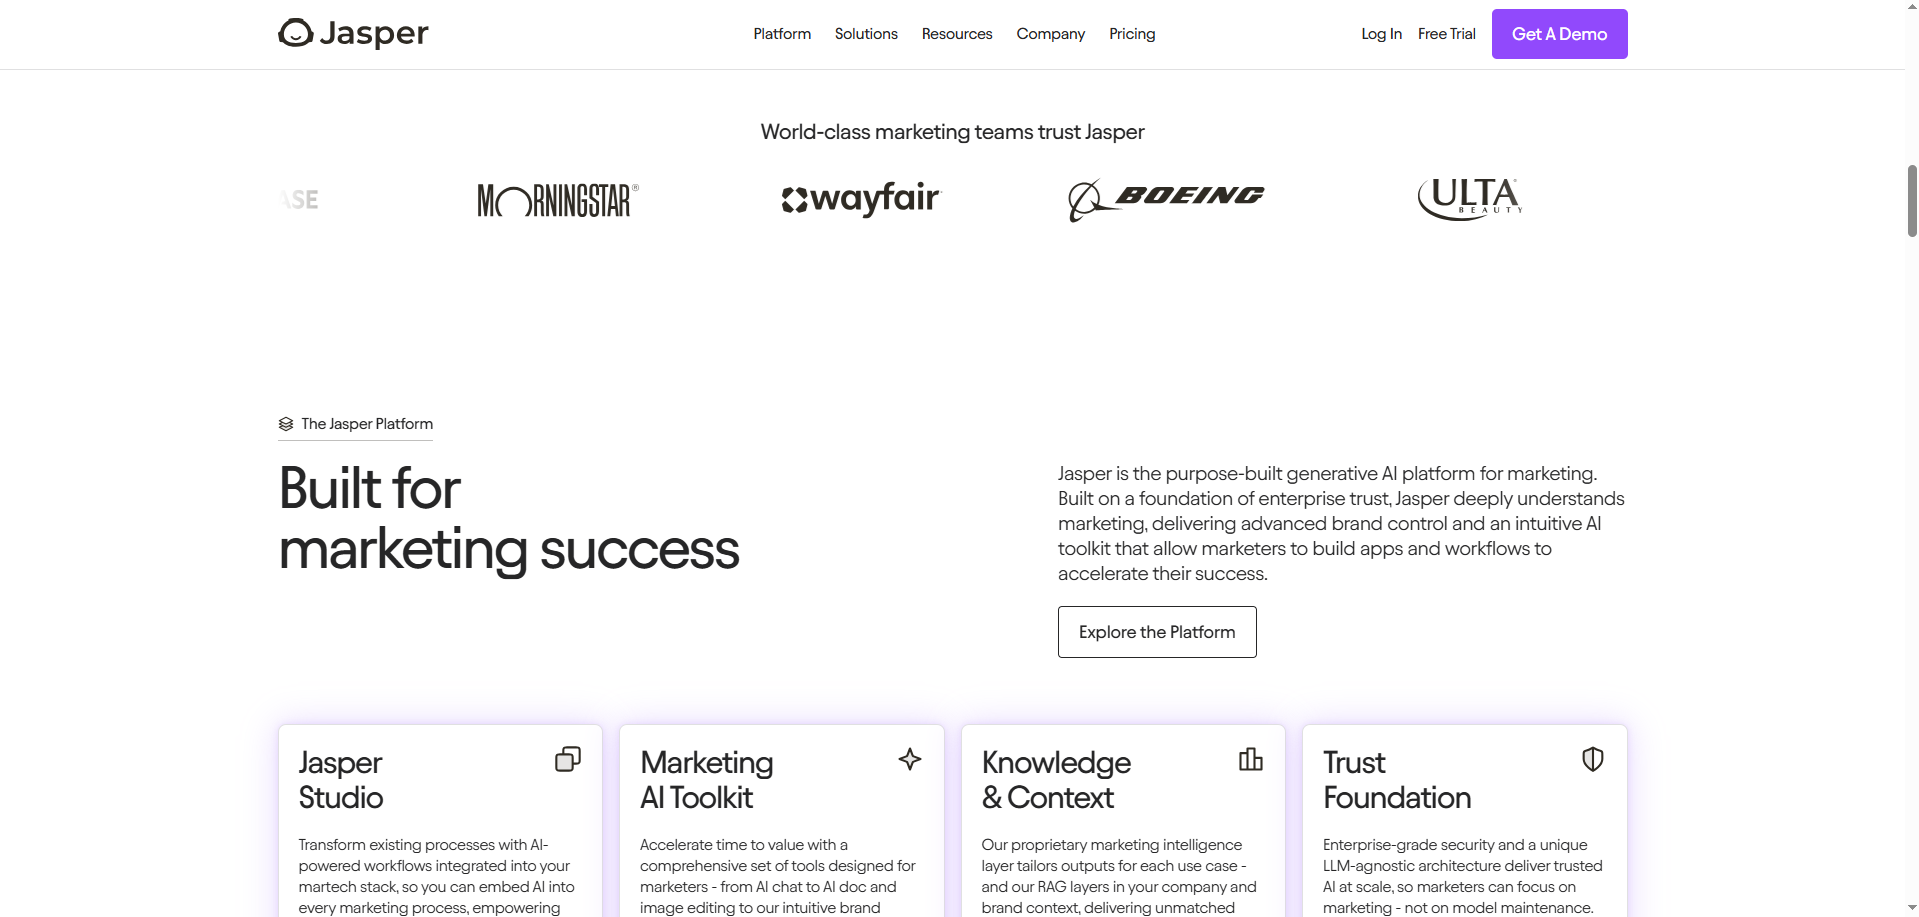 Jasper
Platform
Solutions
Resources
Company
Pricing
Log In
Free Trial
Get A Demo
World-class marketing teams trust Jasper
ASE
MORNINGSTAR®
wayfair
BOEING
ULTA
BEAUTY
The Jasper Platform
Built for
marketing success
Jasper is the purpose-built generative AI platform for marketing.
Built on a foundation of enterprise trust, Jasper deeply understands
marketing, delivering advanced brand control and an intuitive AI
toolkit that allow marketers to build apps and workflows to
accelerate their success.
Explore the Platform
Jasper
Studio
Transform existing processes with AI-
powered workflows integrated into your
martech stack, so you can embed AI into
every marketing process, empowering
Marketing
AI Toolkit
Accelerate time to value with a
comprehensive set of tools designed for
marketers - from AI chat to AI doc and
image editing to our intuitive brand
Knowledge
& Context
Our proprietary marketing intelligence
layer tailors outputs for each use case -
and our RAG layers in your company and
brand context, delivering unmatched
Trust
Foundation
Enterprise-grade security and a unique
LLM-agnostic architecture deliver trusted
AI at scale, so marketers can focus on
marketing - not on model maintenance.